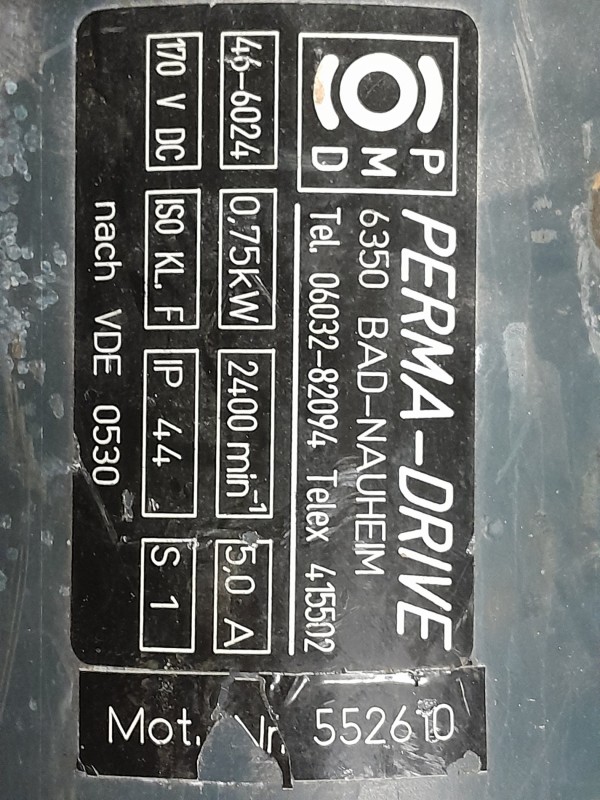 P
M
D
PERMA-DRIVE
6350 BAD-NAUHEIM
Tel. 06032-82094 Telex 415502
46-6024 0,75KW 2400 min⁻¹ 5,0 A
170 V DC ISO KL. F IP 44 S 1
nach VDE 0530
Mot. Nr. 552610